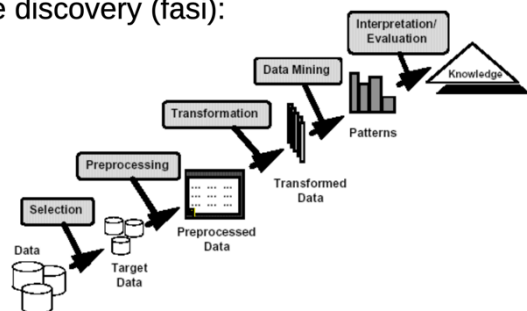 e discovery (fasi):
Interpretation/
Evaluation
Data Mining
Knowledge
Transformation
Patterns
Preprocessing
Transformed
Data
Selection
Preprocessed
Data
Data
Target
Data